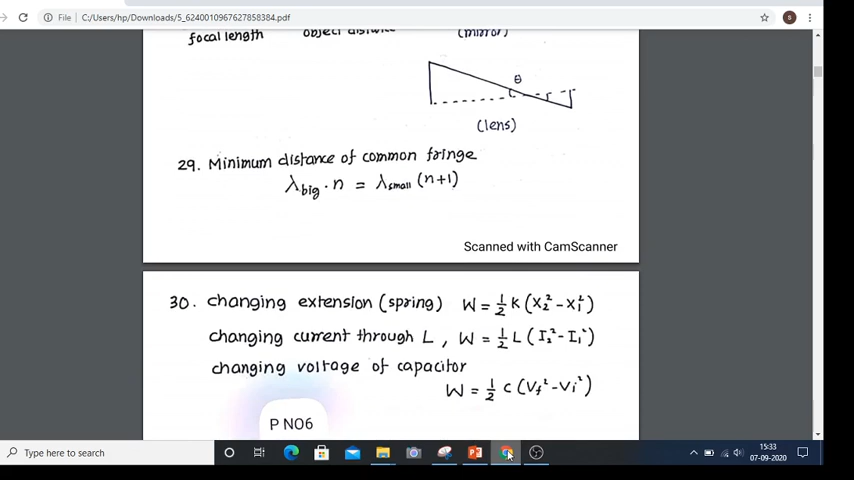 File | C:/Users/hp/Downloads/5_6240010967627858384.pdf
S
focal length object distance (mirror)
θ
(lens)
29. Minimum distance of common fringe
λbig · n = λsmall (n+1)
Scanned with CamScanner
30. changing extension (spring) W = 1/2 K (X₂² - X₁²)
changing current through L, W = 1/2 L (I₂² - I₁²)
changing voltage of capacitor
W = 1/2 C (Vf² - Vi²)
P NO6
Type here to search
15:33
07-09-2020